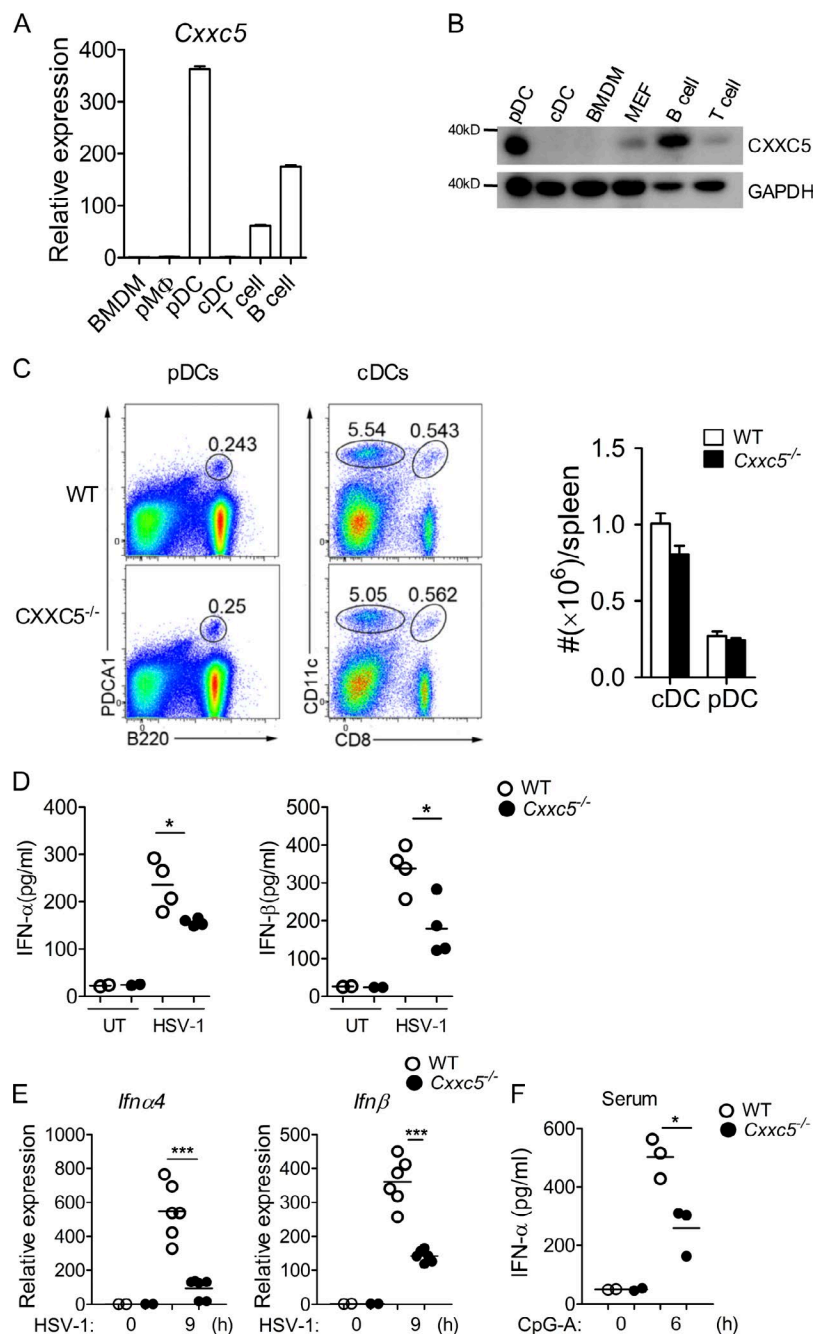 A
Cxxc5
Relative expression
400
300
200
100
0
BMDM
pMΦ
pDC
cDC
T cell
B cell
B
pDC
cDC
BMDM
MEF
B cell
T cell
40kD
CXXC5
40kD
GAPDH
C
pDCs
cDCs
WT
0.243
5.54
0.543
CXXC5-/-
0.25
5.05
0.562
PDCA1
B220
CD11c
CD8
0
0
0
0
0
0
WT
Cxxc5-/-
#(×10⁶)/spleen
1.5
1.0
0.5
0.0
cDC
pDC
D
WT
Cxxc5-/-
IFN-α(pg/ml)
400
300
200
100
0
*
UT
HSV-1
IFN-β(pg/ml)
500
400
300
200
100
0
*
UT
HSV-1
E
WT
Cxxc5-/-
Ifnα4
Relative expression
1000
800
600
400
200
0
***
HSV-1: 0 9 (h)
Ifnβ
Relative expression
500
400
300
200
100
0
***
HSV-1: 0 9 (h)
F
Serum
WT
Cxxc5-/-
IFN-α (pg/ml)
600
400
200
0
*
CpG-A: 0 6 (h)